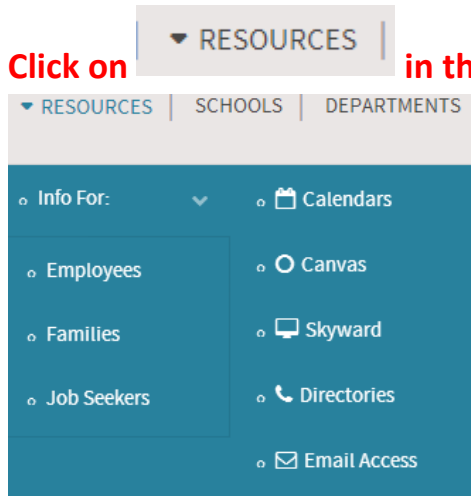 Click on RESOURCES in th
RESOURCES SCHOOLS DEPARTMENTS
Info For:
Employees
Families
Job Seekers
Calendars
Canvas
Skyward
Directories
Email Access